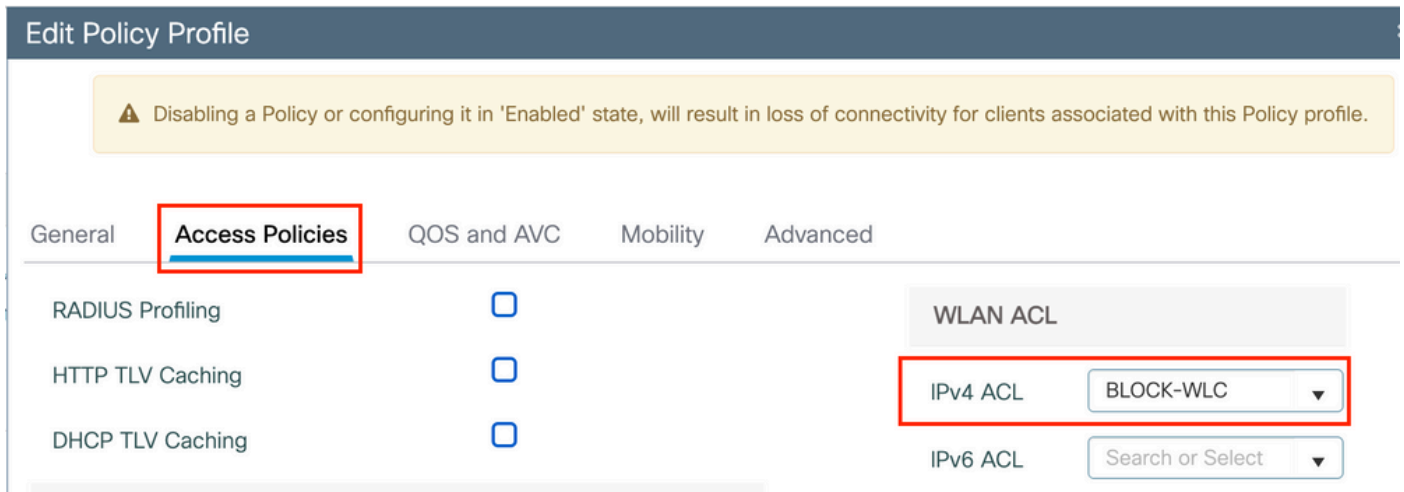 Edit Policy Profile
Disabling a Policy or configuring it in 'Enabled' state, will result in loss of connectivity for clients associated with this Policy profile.
General Access Policies QOS and AVC Mobility Advanced
RADIUS Profiling
HTTP TLV Caching
DHCP TLV Caching
WLAN ACL
IPv4 ACL BLOCK-WLC
IPv6 ACL Search or Select